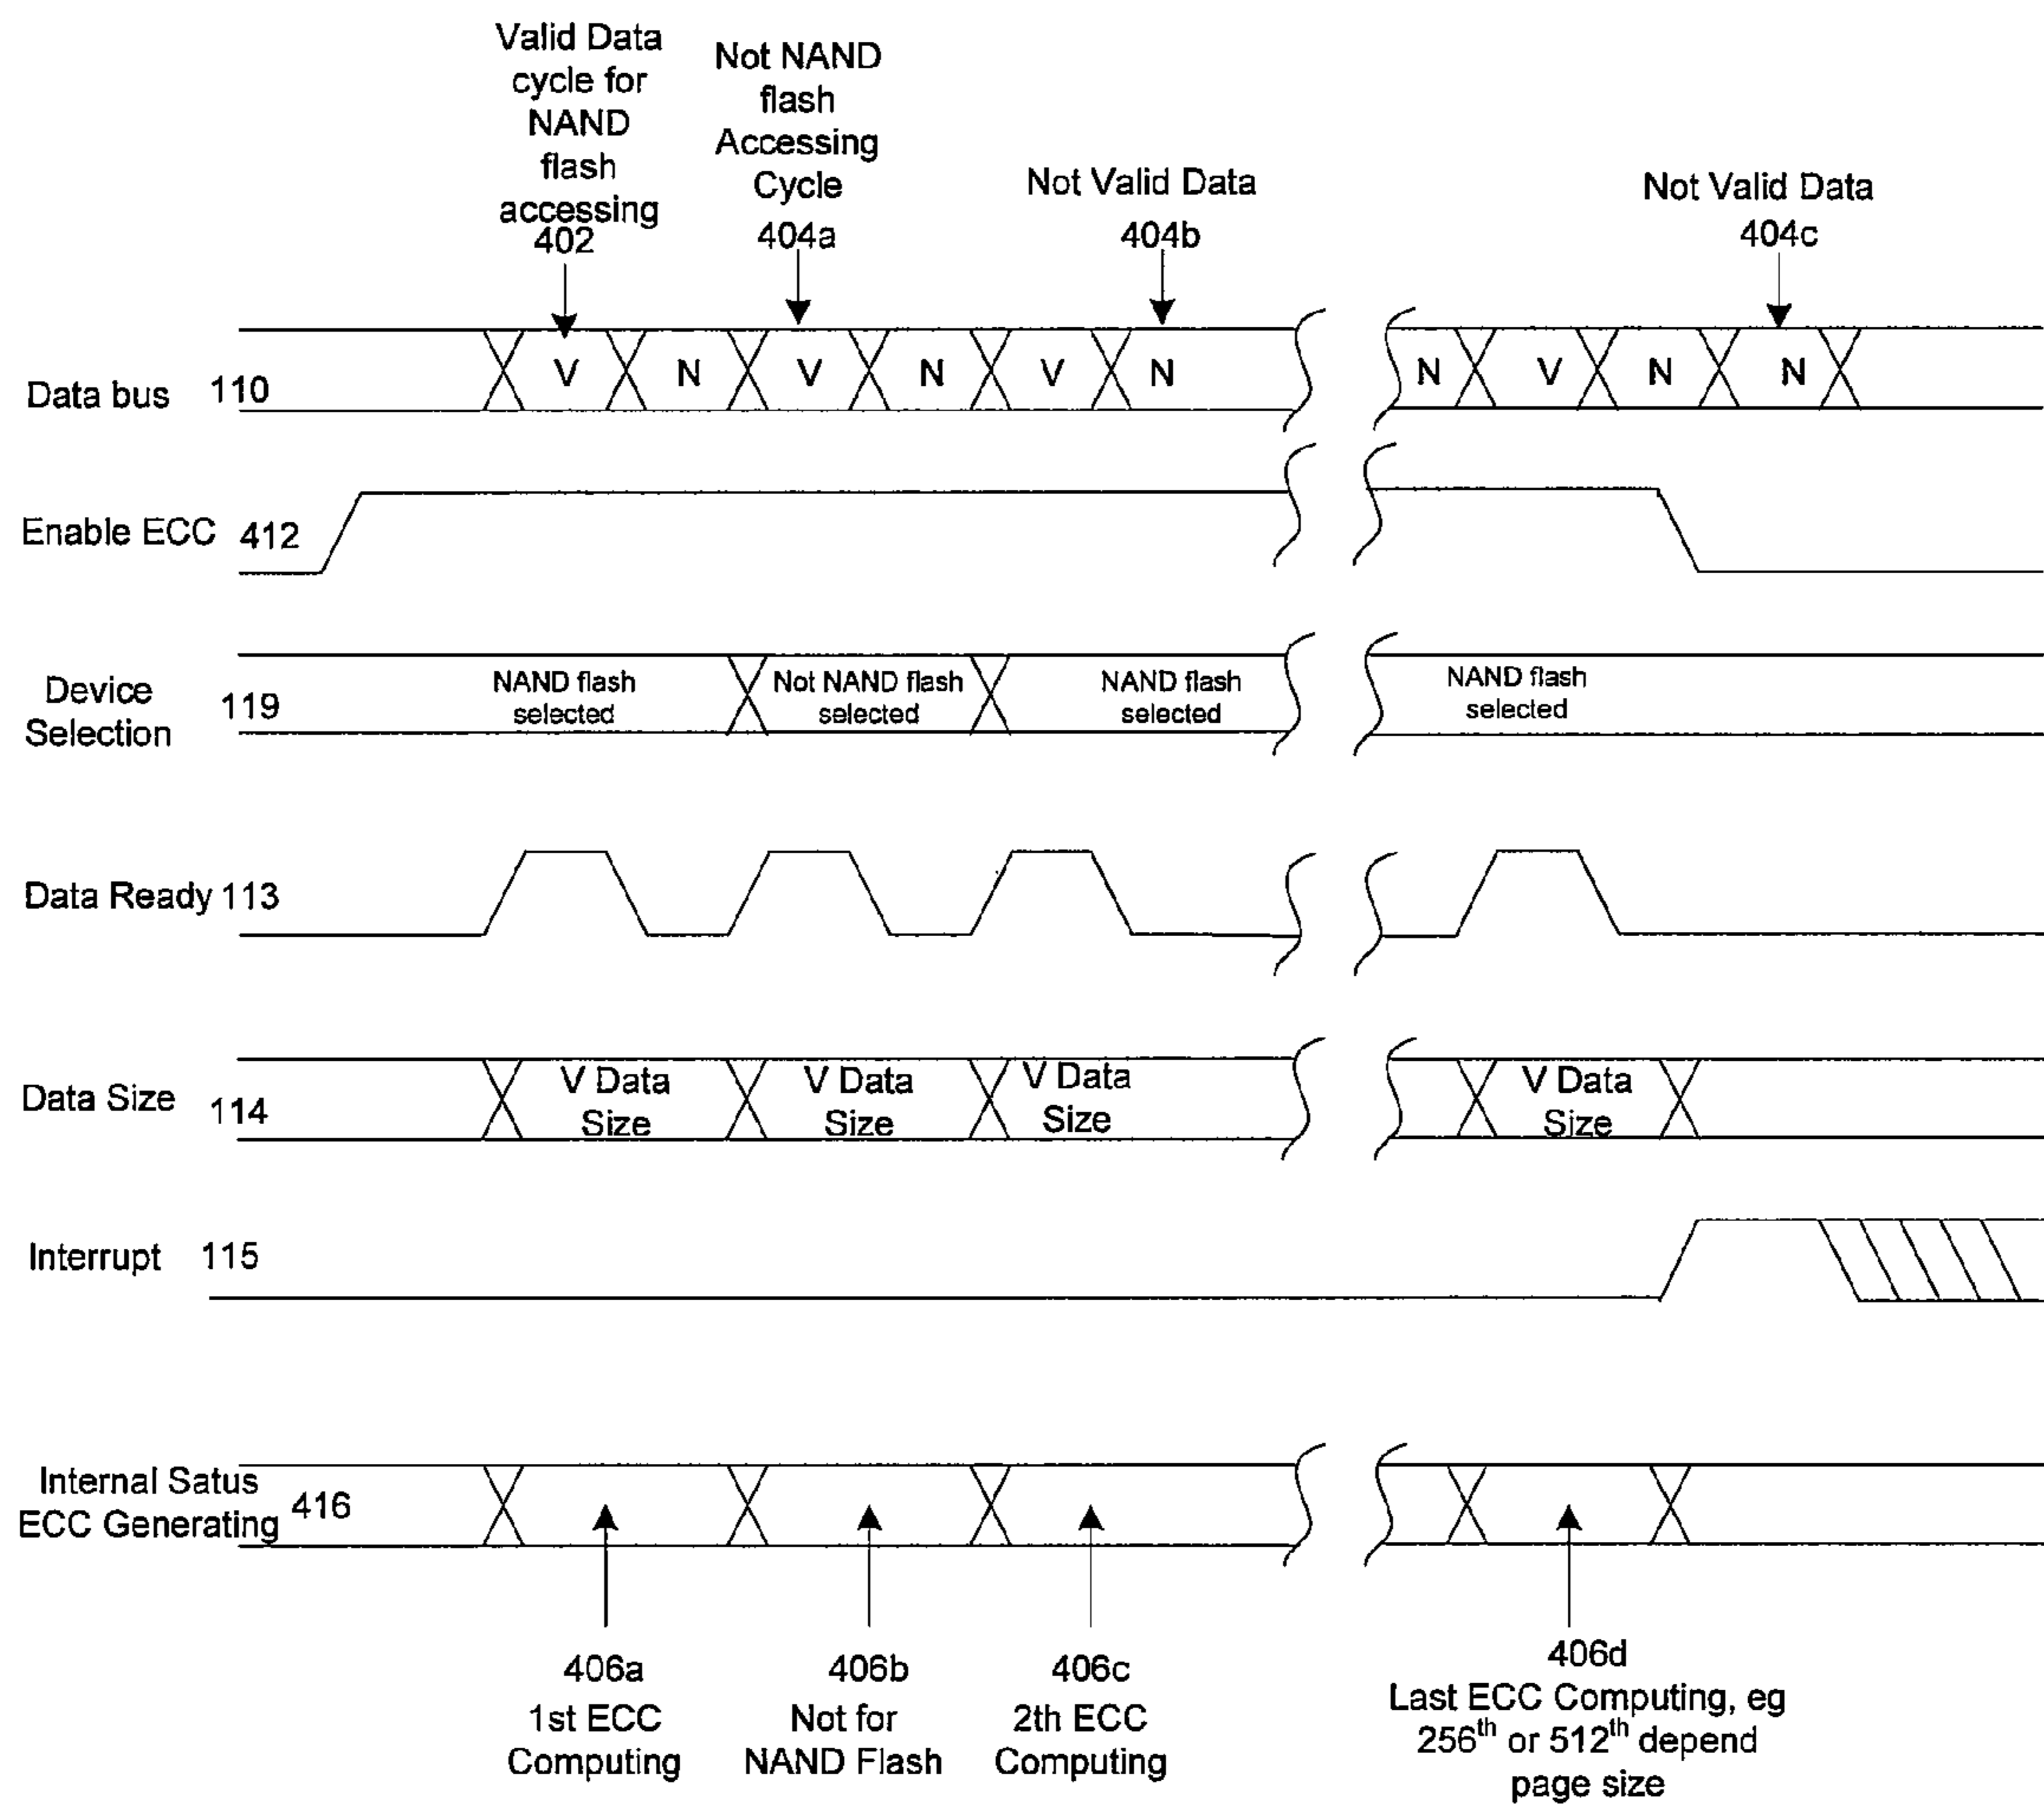 Valid Data
cycle for
NAND
flash
accessing
402
Not NAND
flash
Accessing
Cycle
404a
Not Valid Data
404b
Not Valid Data
404c
Data bus 110
V N V N V N N V N N
Enable ECC 412
Device
Selection 119
NAND flash
selected
Not NAND flash
selected
NAND flash
selected
NAND flash
selected
Data Ready 113
Data Size 114
V Data
Size
V Data
Size
V Data
Size
V Data
Size
Interrupt 115
Internal Satus
ECC Generating 416
406a
1st ECC
Computing
406b
Not for
NAND Flash
406c
2th ECC
Computing
406d
Last ECC Computing, eg
256th or 512th depend
page size